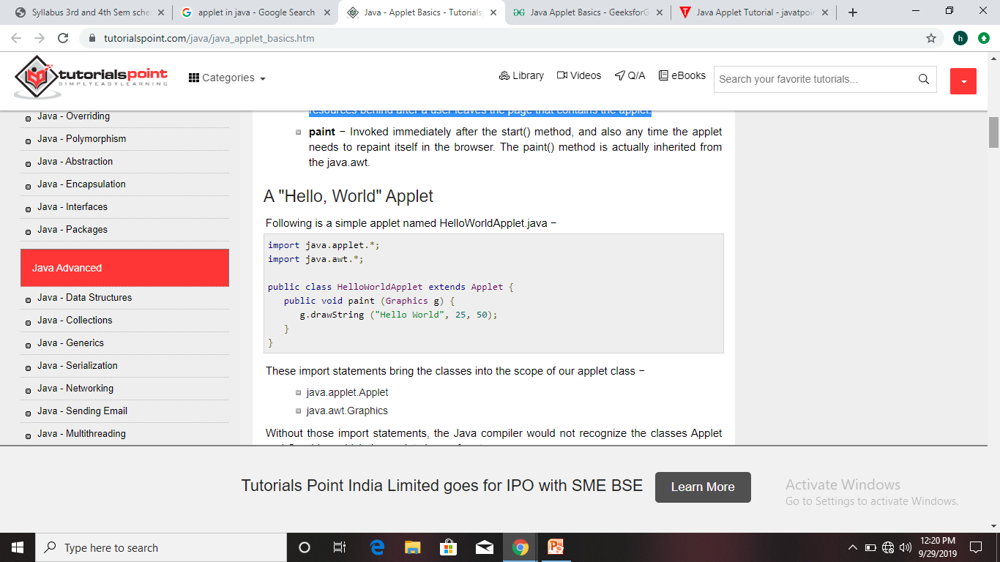 Syllabus 3rd and 4th Sem sche
applet in java - Google Search
Java - Applet Basics - Tutorials
Java Applet Basics - GeeksforG
Java Applet Tutorial - javatpoi
tutorialspoint.com/java/java_applet_basics.htm
h
tutorialspoint
SIMPLYEASYLEARNING
Categories
Library
Videos
Q/A
eBooks
Search your favorite tutorials...
Java - Overriding
Java - Polymorphism
Java - Abstraction
Java - Encapsulation
Java - Interfaces
Java - Packages
Java Advanced
Java - Data Structures
Java - Collections
Java - Generics
Java - Serialization
Java - Networking
Java - Sending Email
Java - Multithreading
resources behind after a user leaves the page that contains the applet.
paint − Invoked immediately after the start() method, and also any time the applet
needs to repaint itself in the browser. The paint() method is actually inherited from
the java.awt.
A "Hello, World" Applet
Following is a simple applet named HelloWorldApplet.java −
import java.applet.*;
import java.awt.*;
public class HelloWorldApplet extends Applet {
public void paint (Graphics g) {
g.drawString ("Hello World", 25, 50);
}
}
These import statements bring the classes into the scope of our applet class −
java.applet.Applet
java.awt.Graphics
Without those import statements, the Java compiler would not recognize the classes Applet
Tutorials Point India Limited goes for IPO with SME BSE
Learn More
Activate Windows
Go to Settings to activate Windows.
Type here to search
12:20 PM
9/29/2019